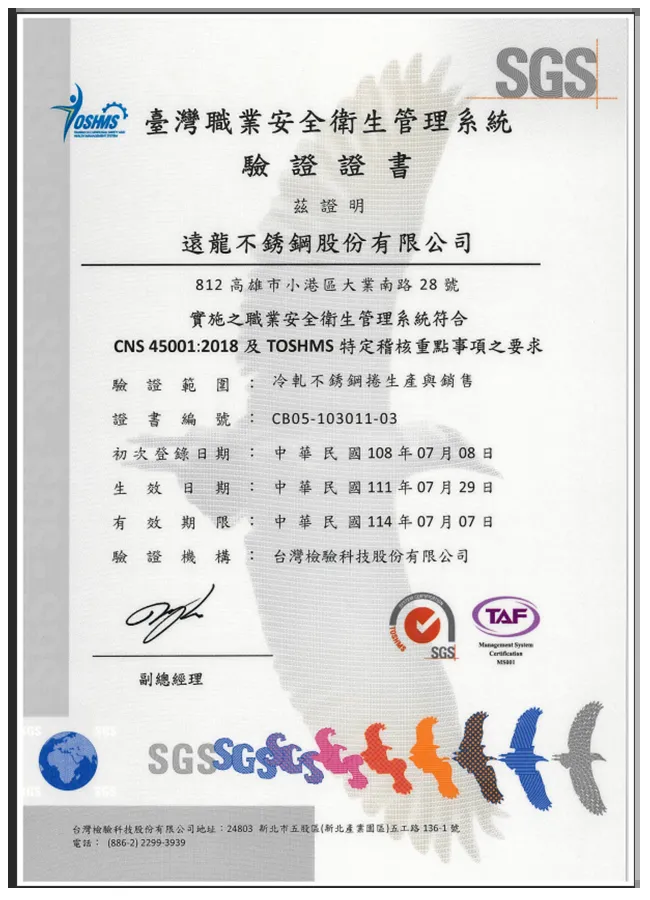 SGS
TOSHMS
臺灣職業安全衛生管理系統
驗證證書
茲證明
遠龍不銹鋼股份有限公司
812 高雄市小港區大業南路 28 號
實施之職業安全衛生管理系統符合
CNS 45001:2018 及 TOSHMS 特定稽核重點事項之要求
驗證範圍：冷軋不銹鋼捲生產與銷售
證書編號：CB05-103011-03
初次登錄日期：中華民國 108 年 07 月 08 日
生效日期：中華民國 111 年 07 月 29 日
有效期限：中華民國 114 年 07 月 07 日
驗證機構：台灣檢驗科技股份有限公司
TOSHMS
SGS
TAF
Management System
Certification
MS001
副總經理
SGS SGS SGS
台灣檢驗科技股份有限公司地址：24803 新北市五股區(新北產業園區)五工路 136-1 號
電話： (886-2) 2299-3939